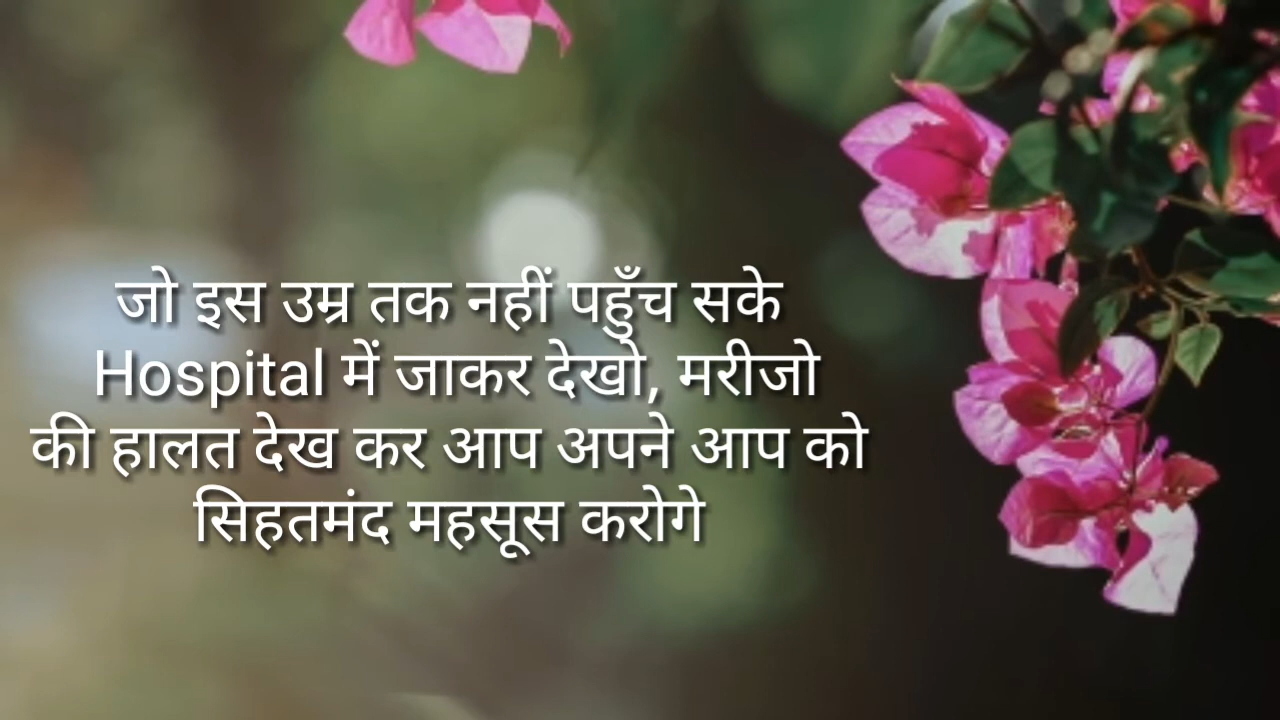 जो इस उम्र तक नहीं पहुँच सके
Hospital में जाकर देखो, मरीजो
की हालत देख कर आप अपने आप को
सिहतमंद महसूस करोगे